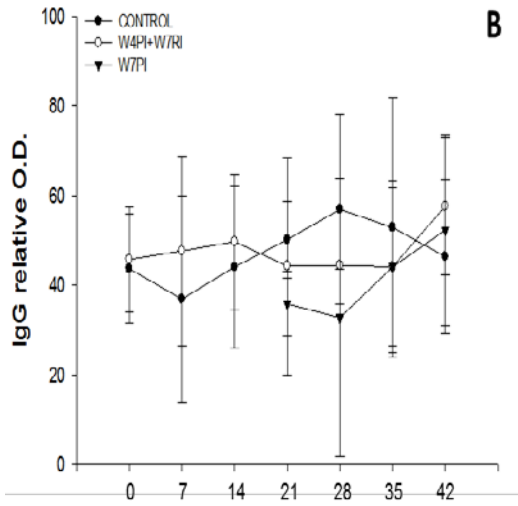 B
CONTROL
W4PI+W7RI
W7PI
IgG relative O.D.
100
80
60
40
20
0
0 7 14 21 28 35 42